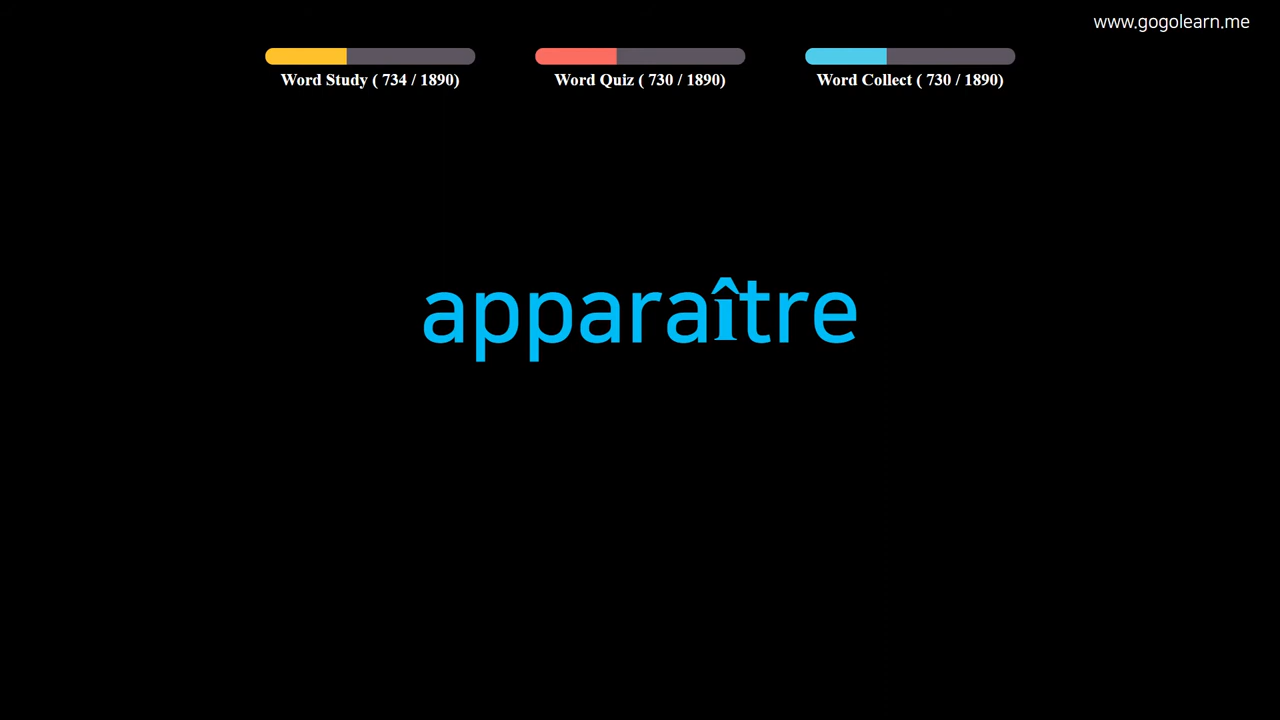 www.gogolearn.me
Word Study ( 734 / 1890)
Word Quiz ( 730 / 1890)
Word Collect ( 730 / 1890)
apparaître